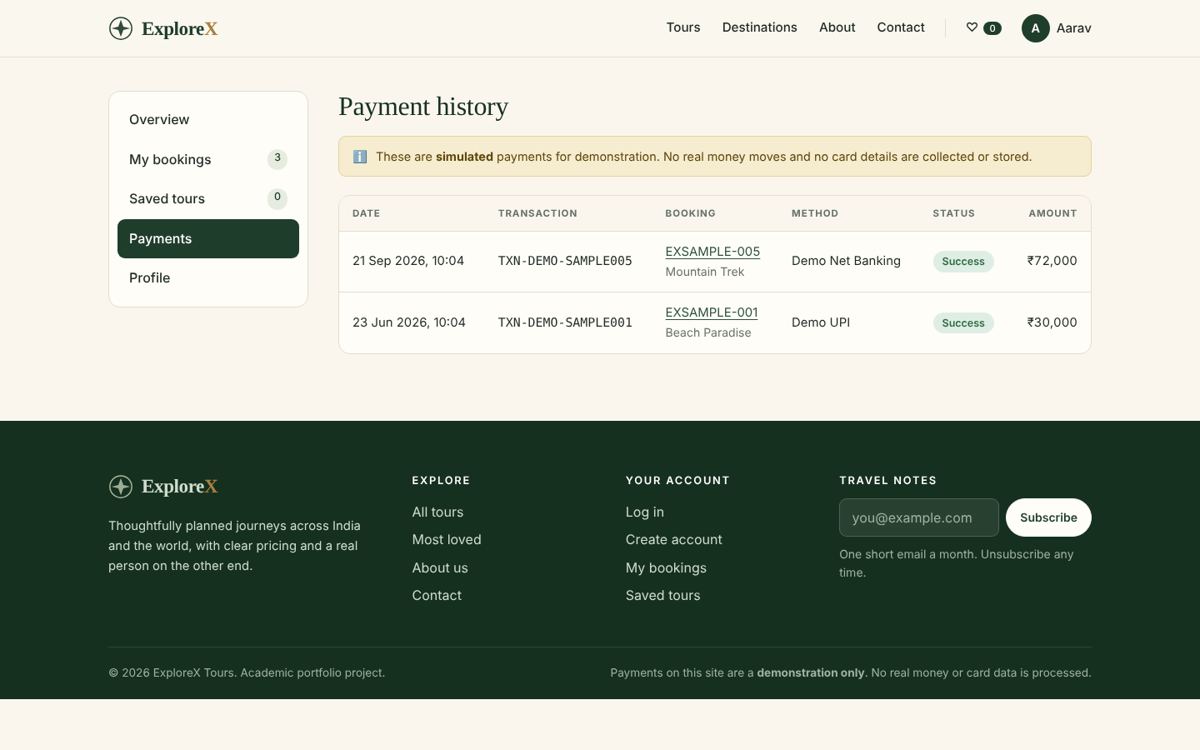 ExploreX
Tours Destinations About Contact ♡ 0 A Aarav
Overview
My bookings 3
Saved tours 0
Payments
Profile
Payment history
ℹ️ These are simulated payments for demonstration. No real money moves and no card details are collected or stored.
DATE TRANSACTION BOOKING METHOD STATUS AMOUNT
21 Sep 2026, 10:04 TXN-DEMO-SAMPLE005 EXSAMPLE-005 Demo Net Banking Success ₹72,000
Mountain Trek
23 Jun 2026, 10:04 TXN-DEMO-SAMPLE001 EXSAMPLE-001 Demo UPI Success ₹30,000
Beach Paradise
ExploreX
Thoughtfully planned journeys across India
and the world, with clear pricing and a real
person on the other end.
EXPLORE
All tours
Most loved
About us
Contact
YOUR ACCOUNT
Log in
Create account
My bookings
Saved tours
TRAVEL NOTES
you@example.com Subscribe
One short email a month. Unsubscribe any
time.
© 2026 ExploreX Tours. Academic portfolio project.
Payments on this site are a demonstration only. No real money or card data is processed.